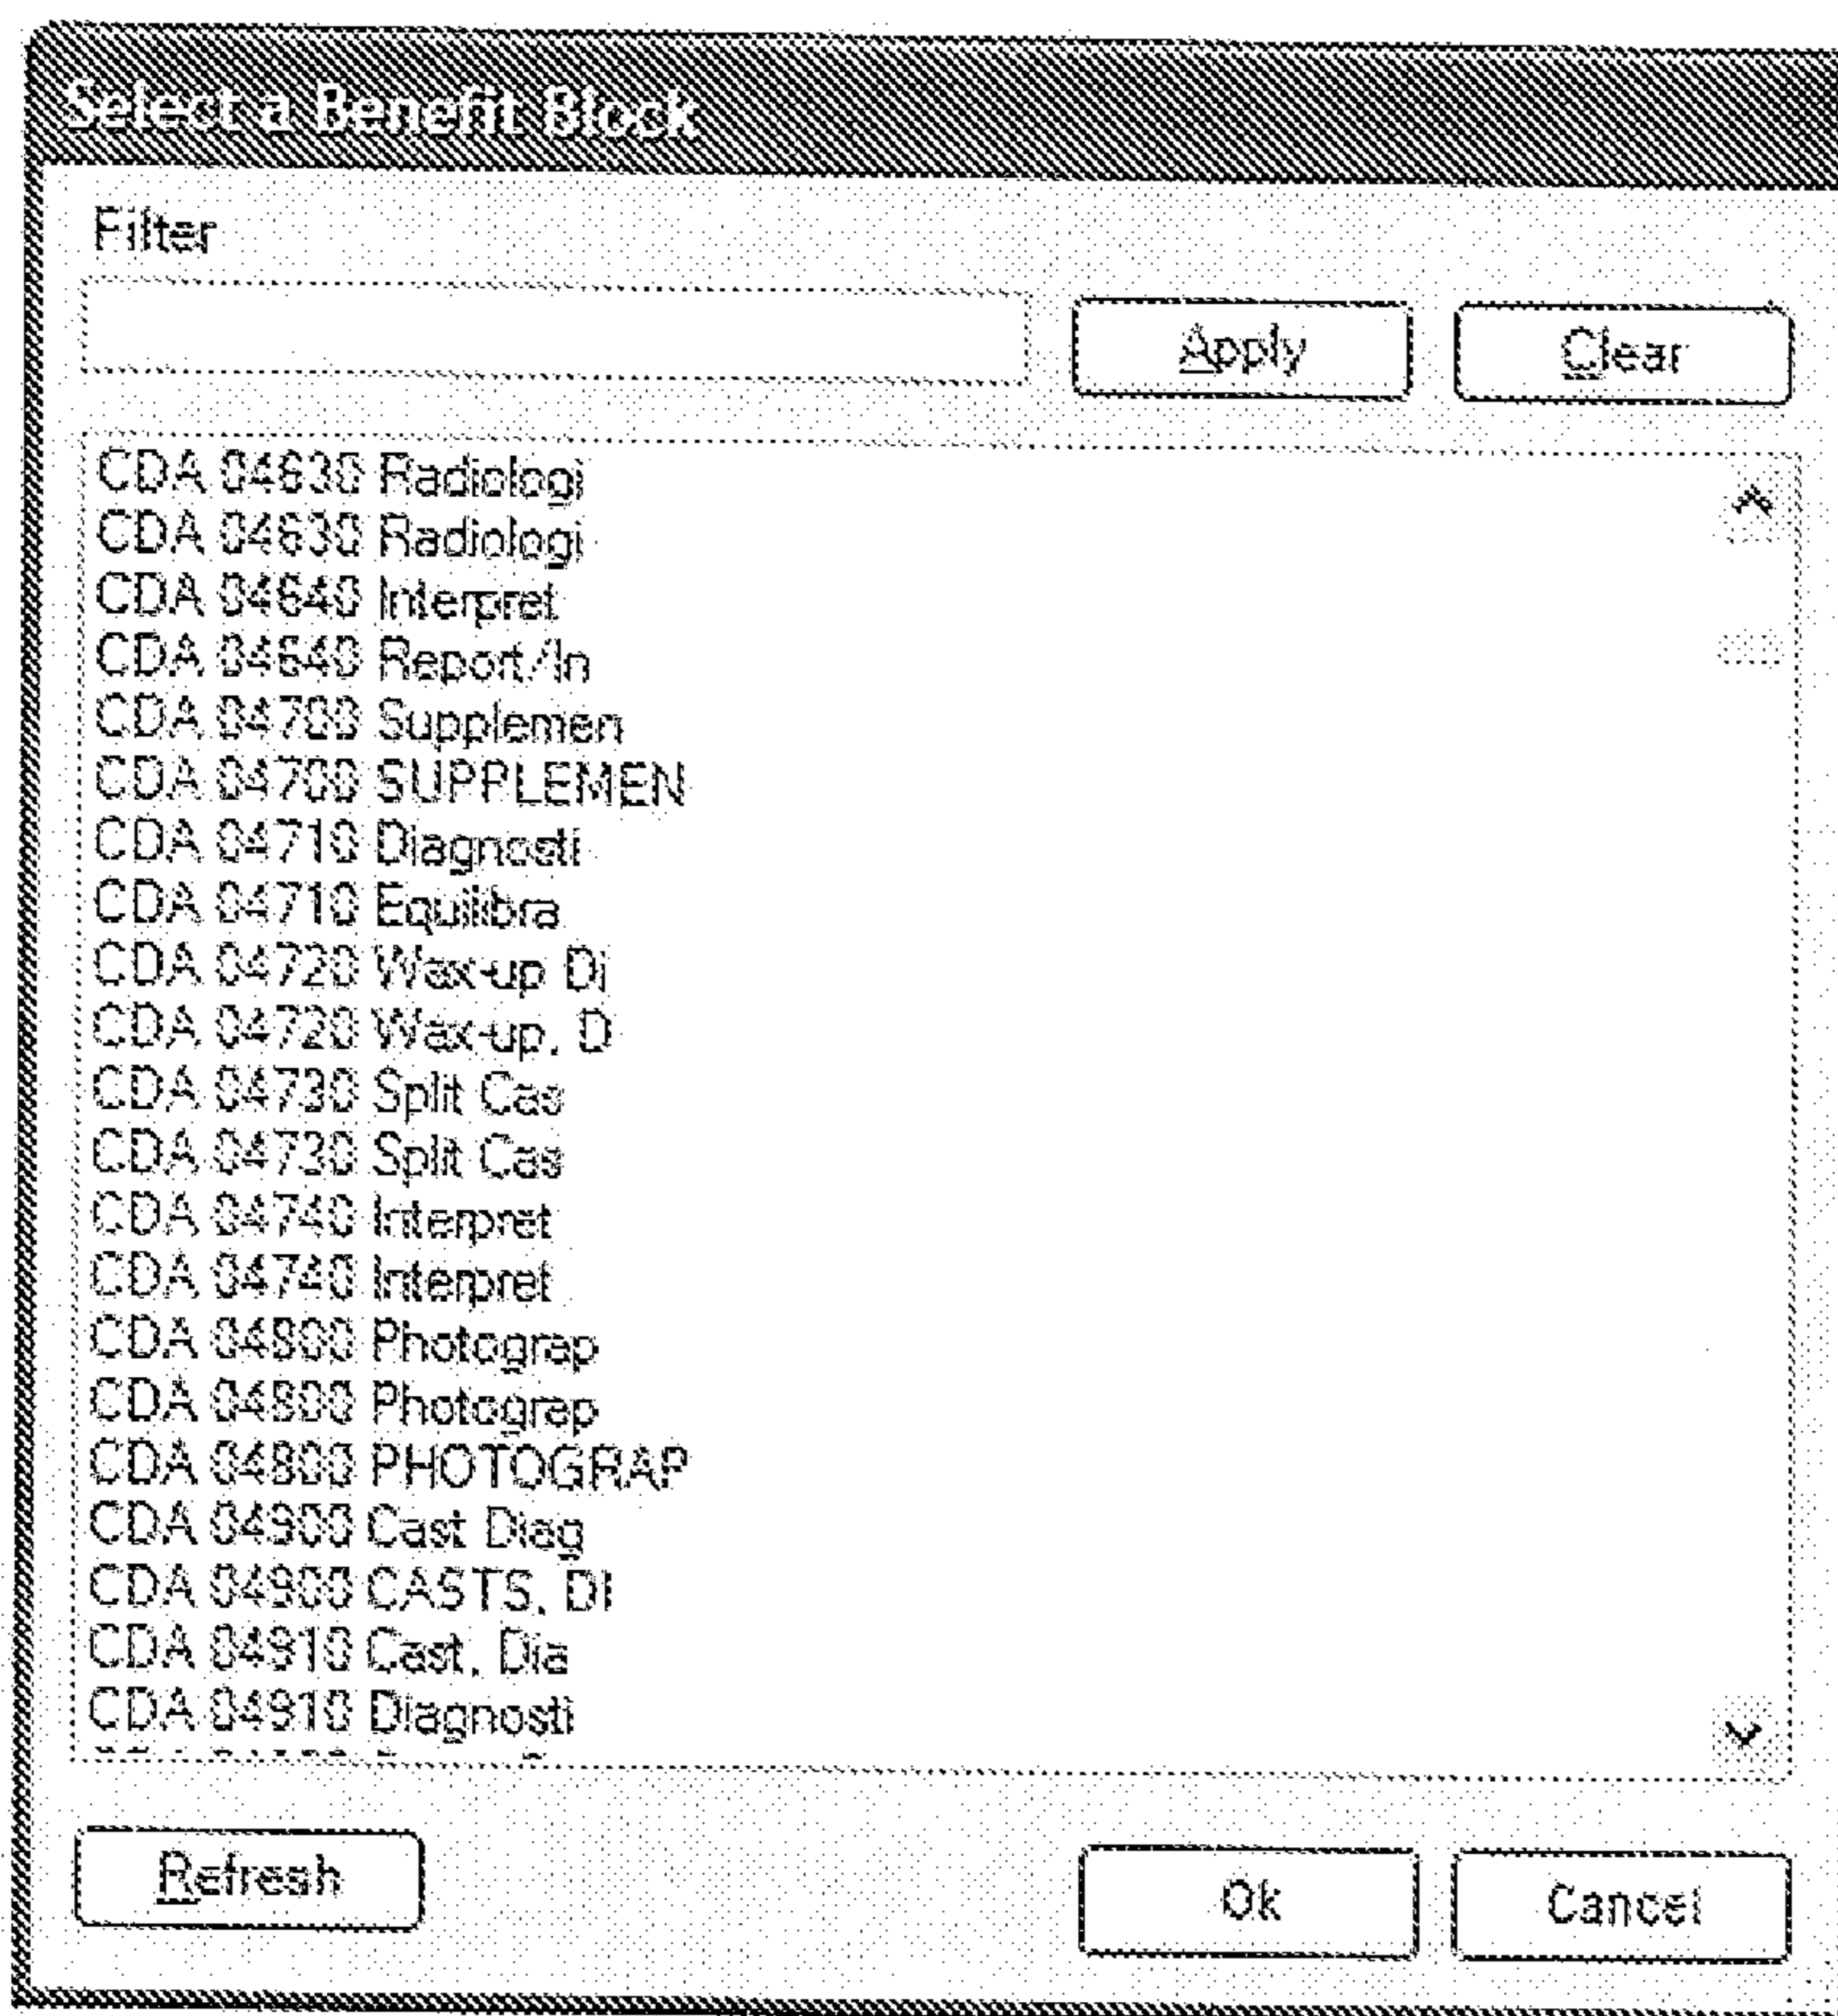 Select a Benefit Block
Filter
Apply Clear
CDA 04630 Radiologi
CDA 04630 Radiologi
CDA 04640 Interpret
CDA 04640 Report/In
CDA 04700 Supplemen
CDA 04700 SUPPLEMEN
CDA 04710 Diagnosti
CDA 04710 Equilibra
CDA 04720 Wax-up Di
CDA 04720 Wax-up, D
CDA 04730 Split Cas
CDA 04730 Split Cas
CDA 04740 Interpret
CDA 04740 Interpret
CDA 04800 Photograp
CDA 04800 Photograp
CDA 04800 PHOTOGRAP
CDA 04900 Cast Diag
CDA 04900 CASTS, DI
CDA 04910 Cast, Dia
CDA 04910 Diagnosti
Refresh Ok Cancel